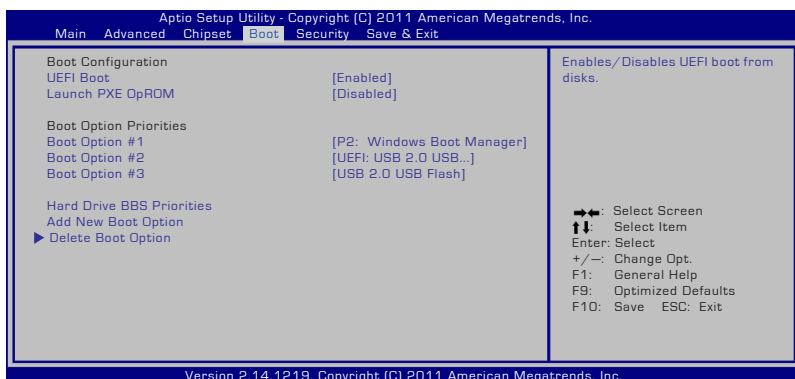 Aptio Setup Utility - Copyright (C) 2011 American Megatrends, Inc.
Main Advanced Chipset Boot Security Save & Exit
Boot Configuration
UEFI Boot [Enabled]
Launch PXE OpROM [Disabled]
Boot Option Priorities
Boot Option #1 [P2: Windows Boot Manager]
Boot Option #2 [UEFI: USB 2.0 USB...]
Boot Option #3 [USB 2.0 USB Flash]
Hard Drive BBS Priorities
Add New Boot Option
Delete Boot Option
Enables/Disables UEFI boot from
disks.
→←: Select Screen
↑↓: Select Item
Enter: Select
+/—: Change Opt.
F1: General Help
F9: Optimized Defaults
F10: Save ESC: Exit
Version 2.14.1219. Copyright (C) 2011 American Megatrends, Inc.